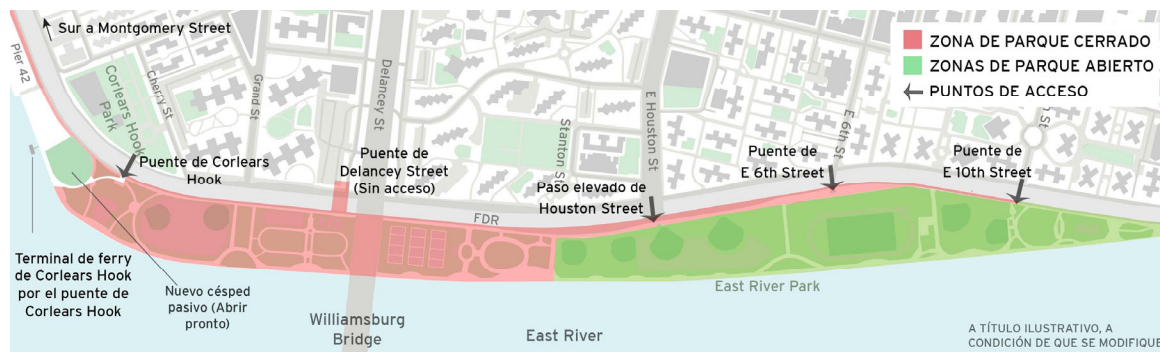 Sur a Montgomery Street
Pier 42
Corlears Hook
Park
Cherry St
Grand St
Delancey St
Stanton St
E Houston St
E 6th St
St
ZONA DE PARQUE CERRADO
ZONAS DE PARQUE ABIERTO
PUNTOS DE ACCESO
Puente de Corlears
Hook
Puente de
Delancey Street
(Sin acceso)
Paso elevado de
Houston Street
Puente de
E 6th Street
Puente de
E 10th Street
FDR
Terminal de ferry
de Corlears Hook
por el puente de
Corlears Hook
Nuevo césped
pasivo (Abrir
pronto)
Williamsburg
Bridge
East River
East River Park
A TÍTULO ILUSTRATIVO, A
CONDICIÓN DE QUE SE MODIFIQUE